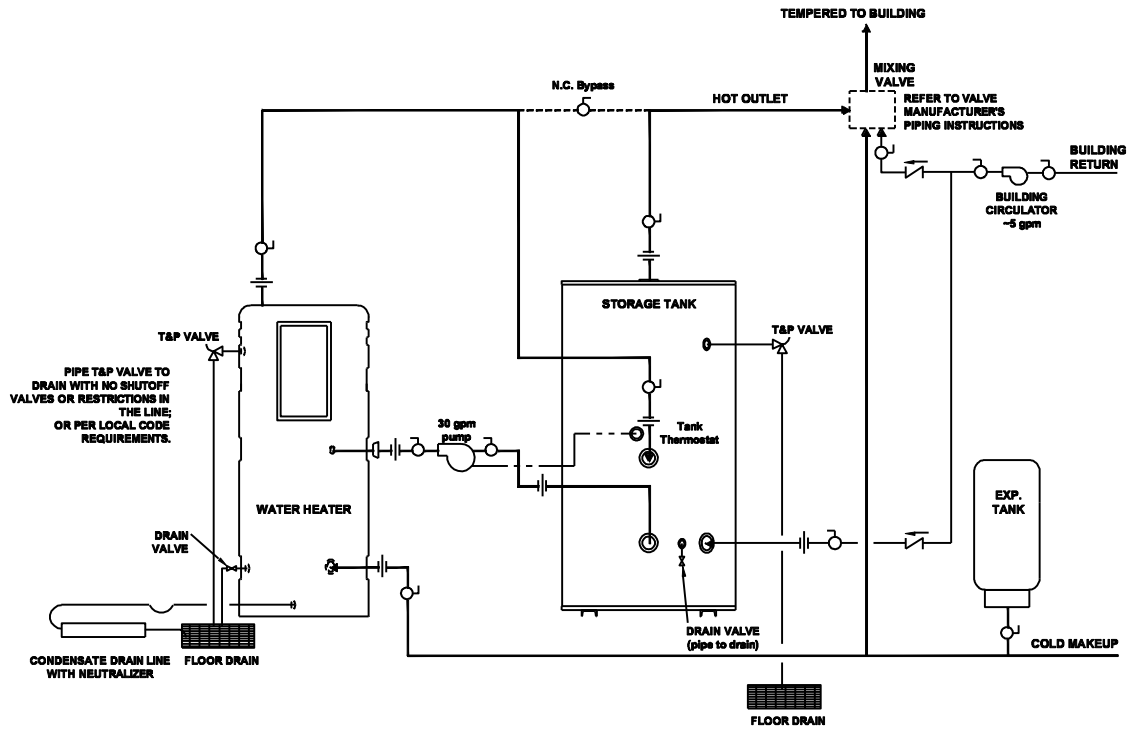 TEMPERED TO BUILDING
MIXING
VALVE
N.C. Bypass
HOT OUTLET
REFER TO VALVE
MANUFACTURER'S
PIPING INSTRUCTIONS
BUILDING
RETURN
BUILDING
CIRCULATOR
~5 gpm
STORAGE TANK
T&P VALVE
T&P VALVE
PIPE T&P VALVE TO
DRAIN WITH NO SHUTOFF
VALVES OR RESTRICTIONS IN
THE LINE;
OR PER LOCAL CODE
REQUIREMENTS.
30 gpm
pump
Tank
Thermostat
WATER HEATER
EXP.
TANK
DRAIN
VALVE
DRAIN VALVE
(pipe to drain)
COLD MAKEUP
CONDENSATE DRAIN LINE
WITH NEUTRALIZER
FLOOR DRAIN
FLOOR DRAIN